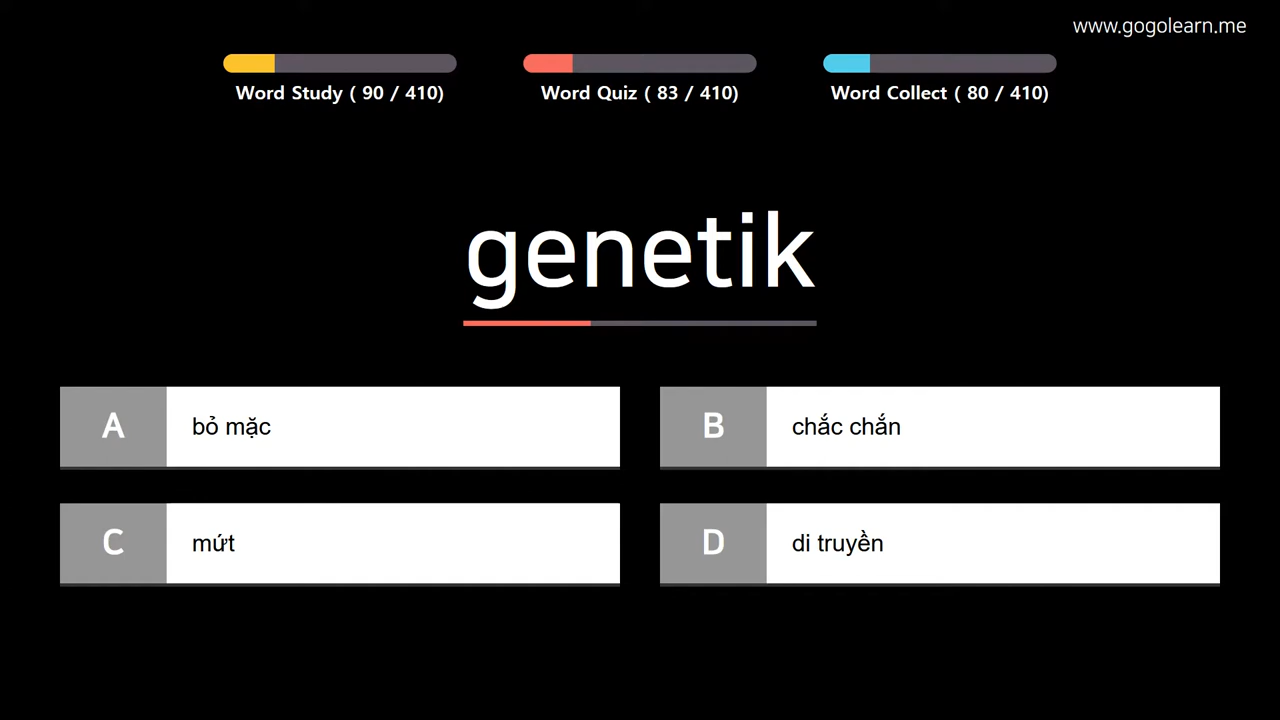 www.gogolearn.me
Word Study ( 90 / 410)
Word Quiz ( 83 / 410)
Word Collect ( 80 / 410)
genetik
A bỏ mặc
B chắc chắn
C mứt
D di truyền